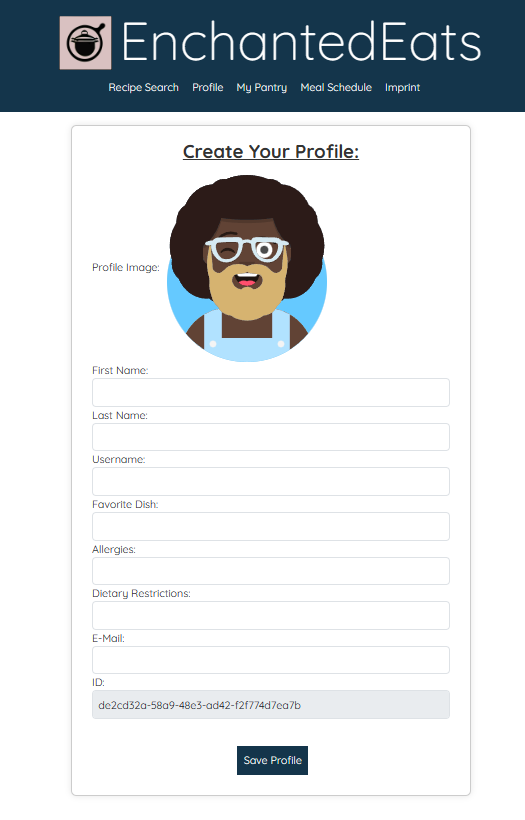 EnchantedEats
Recipe Search Profile My Pantry Meal Schedule Imprint
Create Your Profile:
Profile Image:
First Name:
Last Name:
Username:
Favorite Dish:
Allergies:
Dietary Restrictions:
E-Mail:
ID:
de2cd32a-58a9-48e3-ad42-f2f774d7ea7b
Save Profile